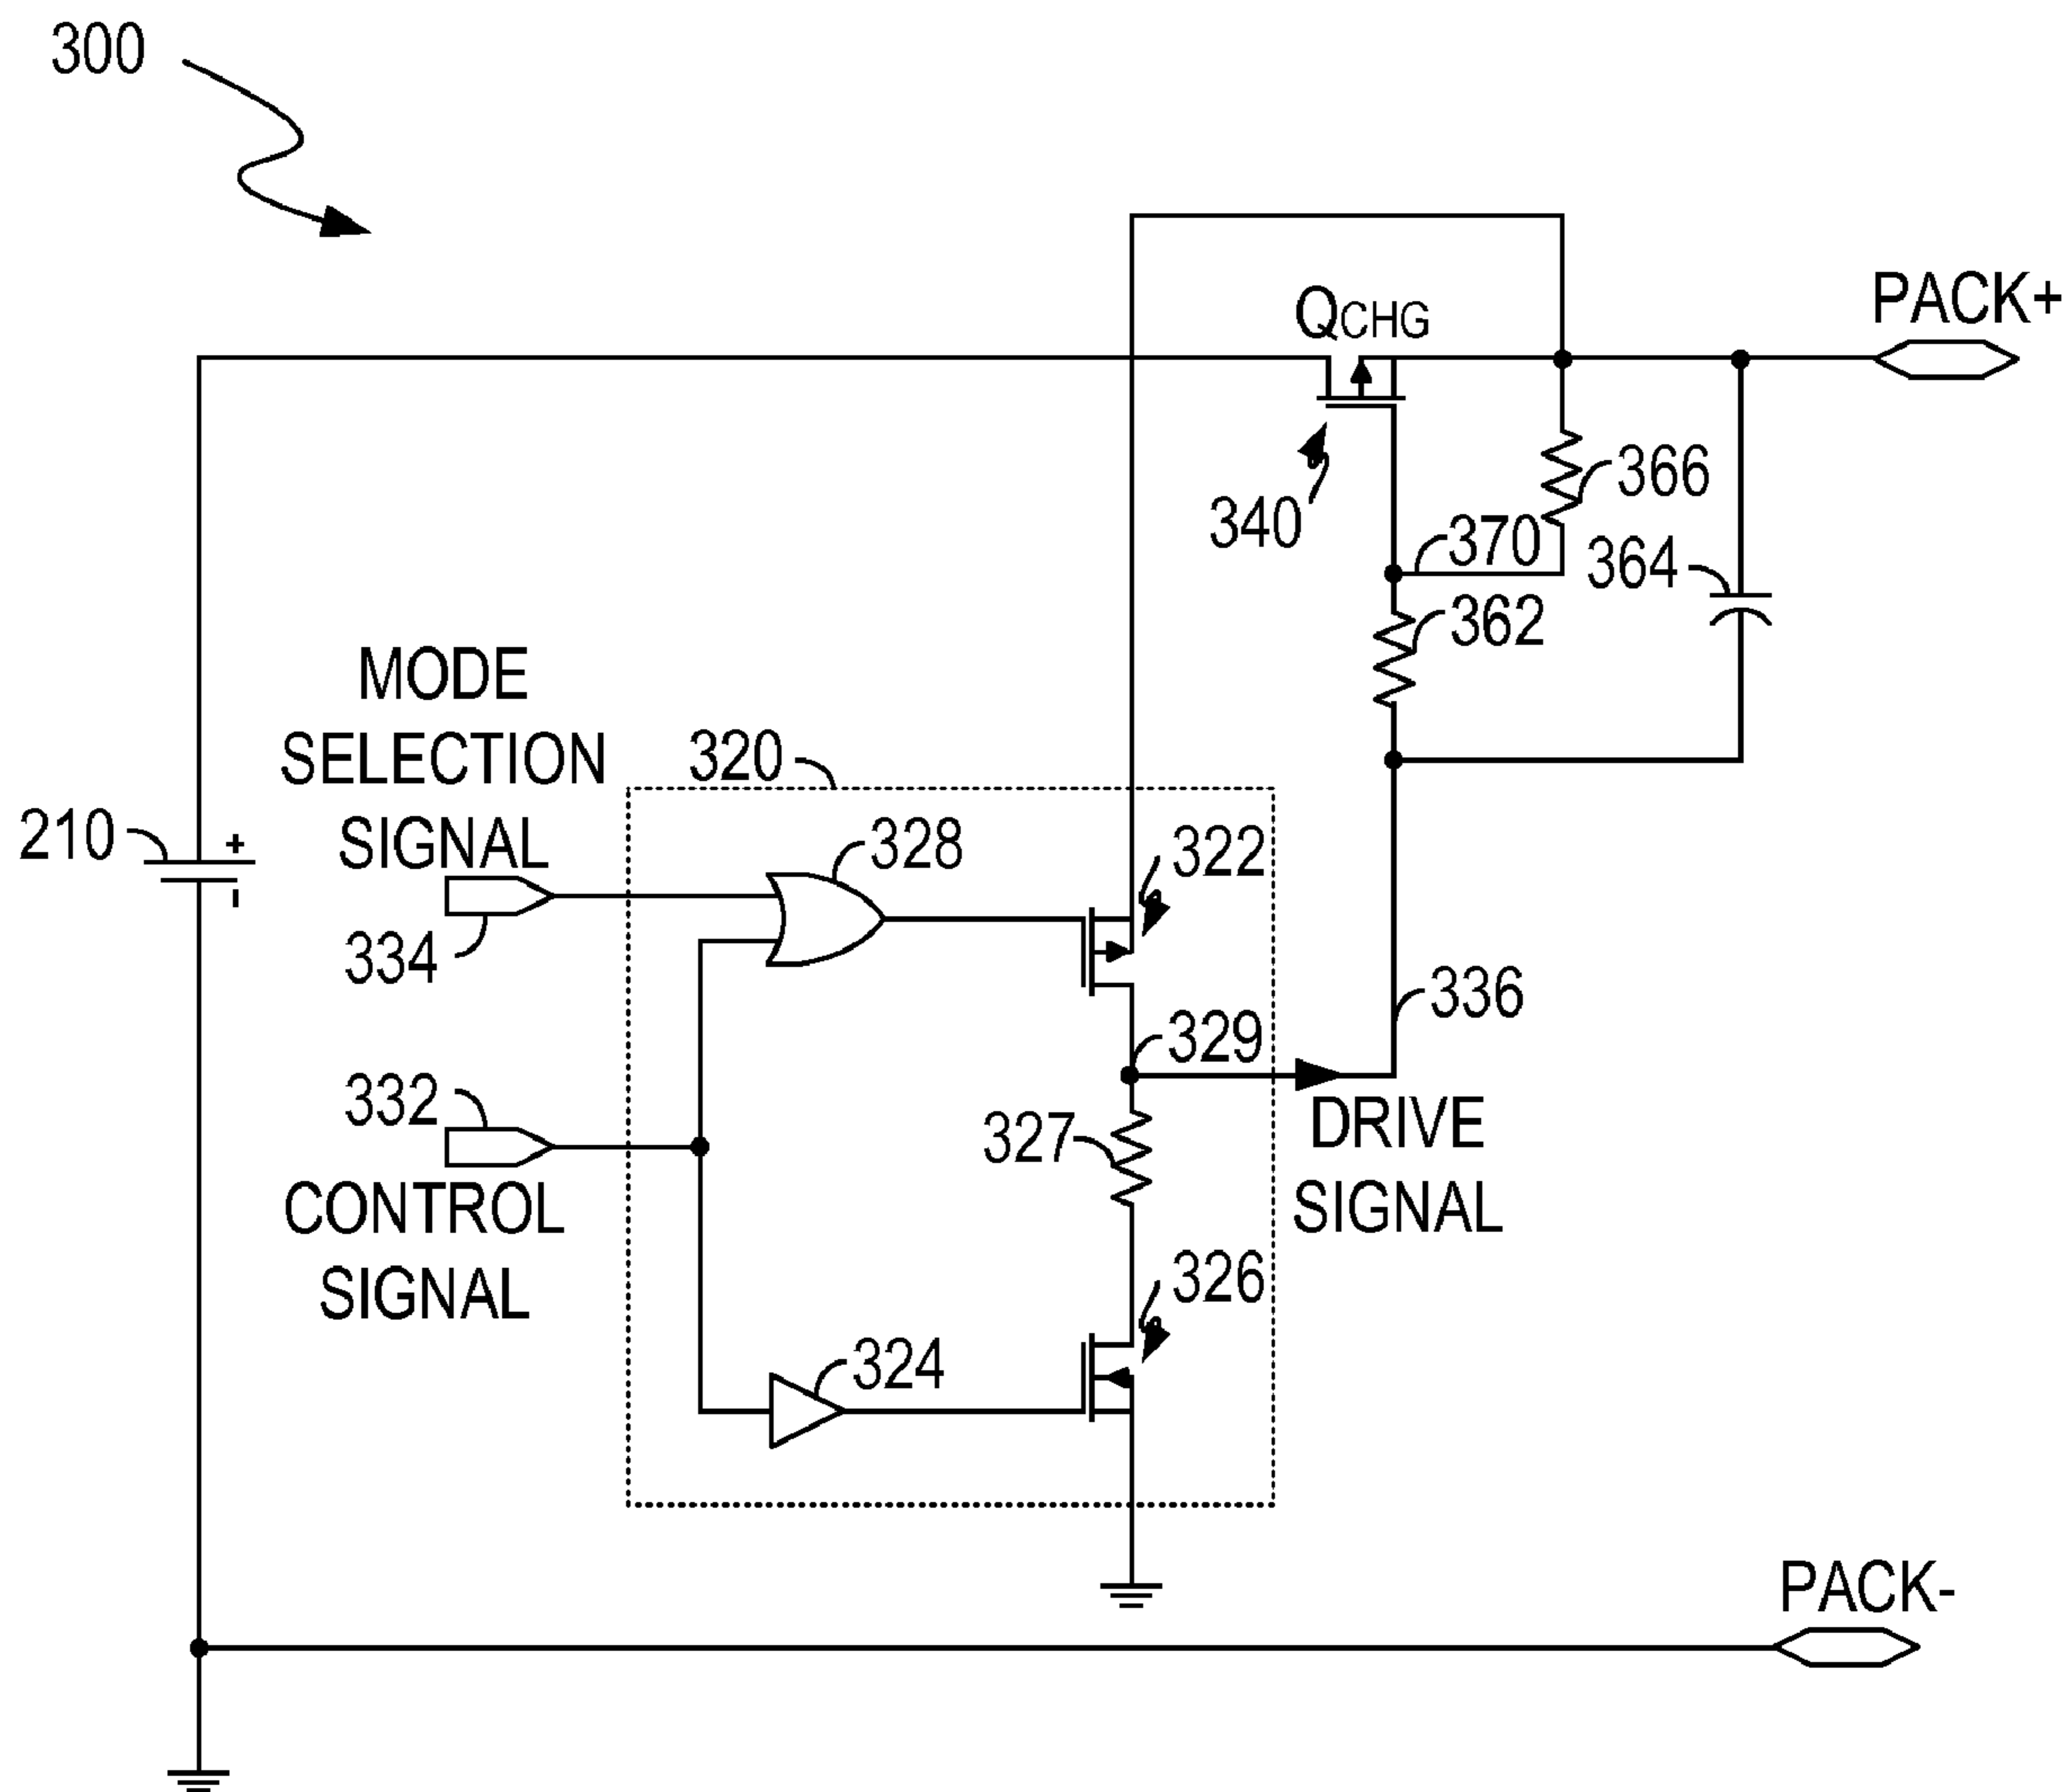 300
PACK+
QCHG
366
340
370
364
362
MODE
SELECTION
SIGNAL
320
210
+
-
328
322
334
336
329
332
327
DRIVE
SIGNAL
CONTROL
SIGNAL
326
324
PACK-